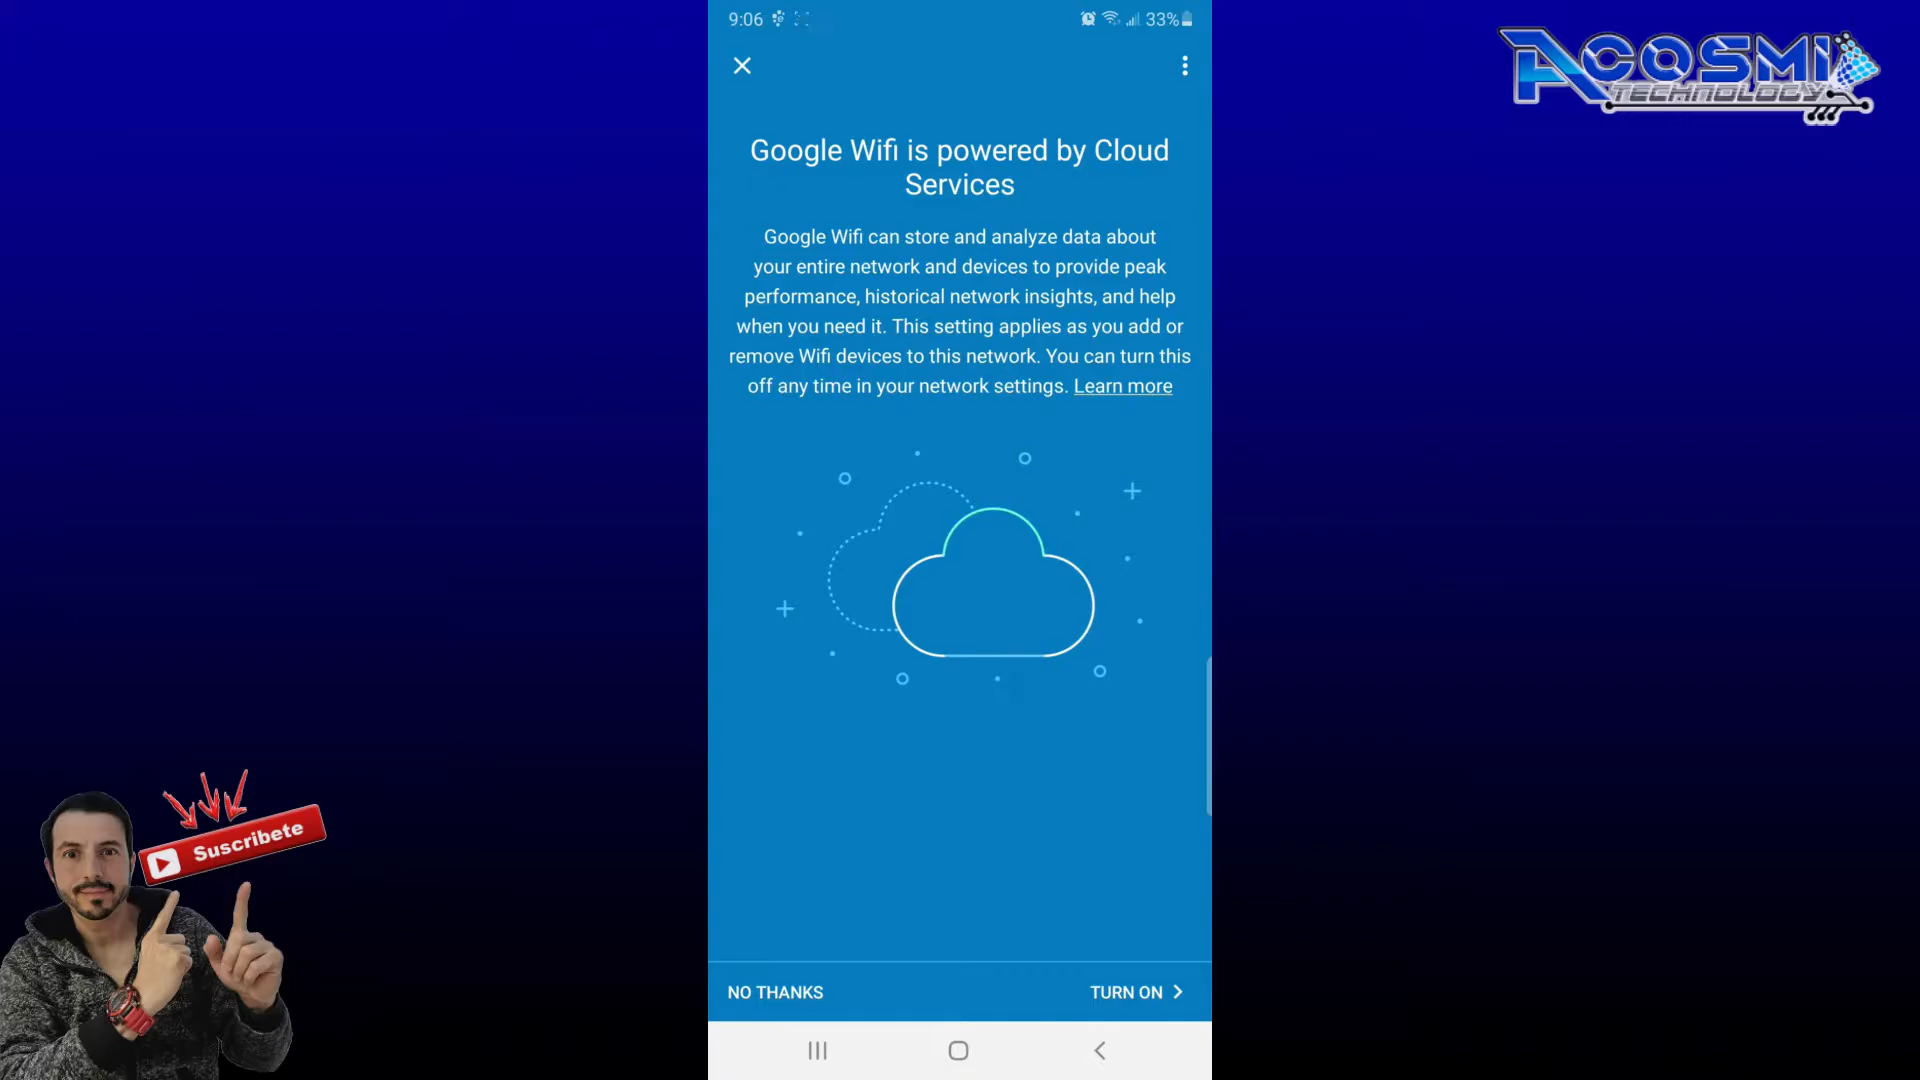 9:06
33%
ACOSMI
TECHNOLOGY
Google Wifi is powered by Cloud
Services
Google Wifi can store and analyze data about
your entire network and devices to provide peak
performance, historical network insights, and help
when you need it. This setting applies as you add or
remove Wifi devices to this network. You can turn this
off any time in your network settings. Learn more
Suscribete
NO THANKS
TURN ON